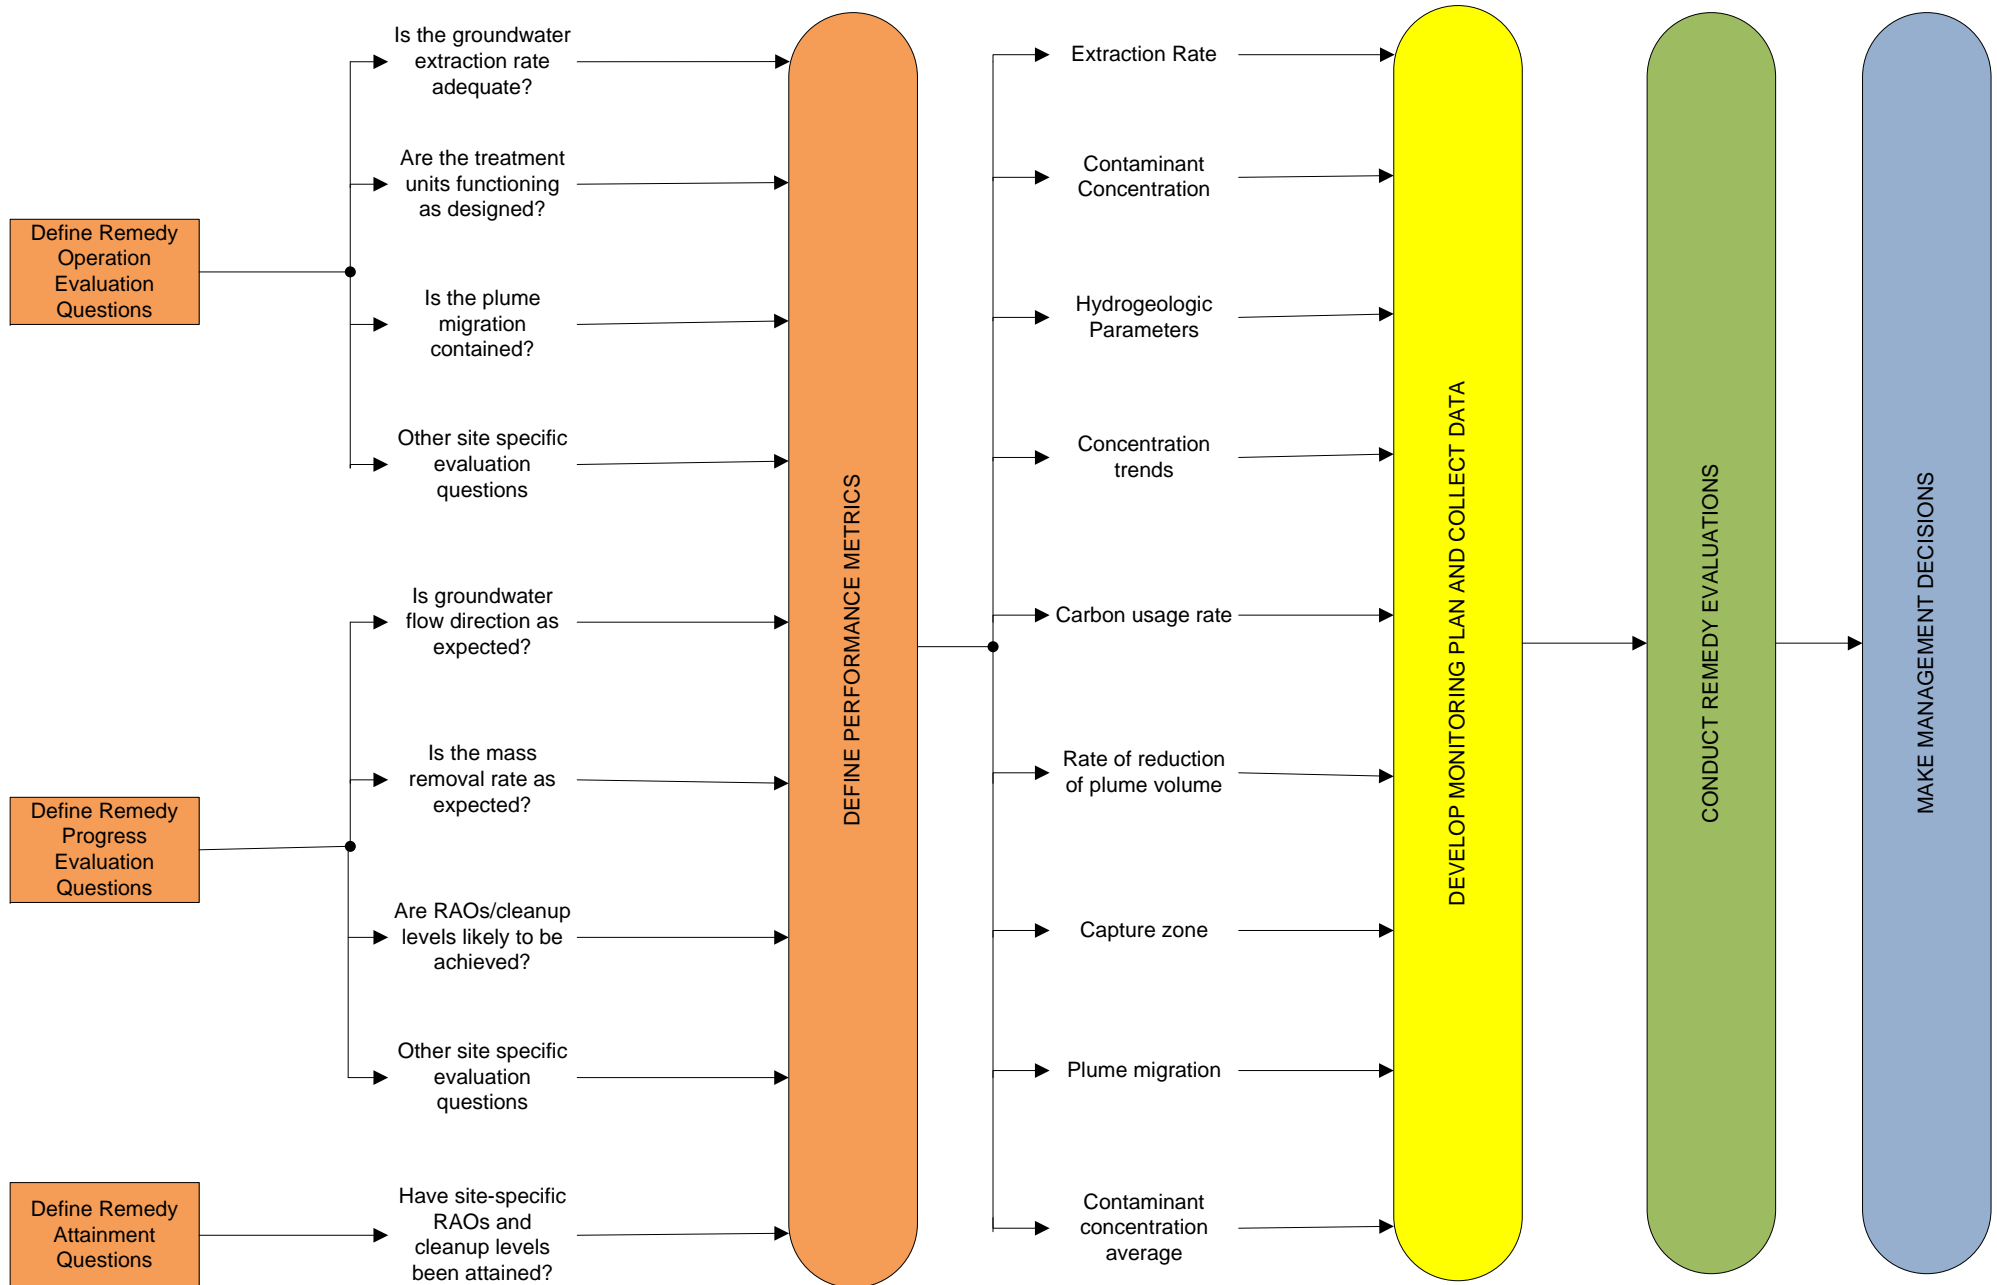 Define Remedy
Operation
Evaluation
Questions
Define Remedy
Progress
Evaluation
Questions
Define Remedy
Attainment
Questions
Is the groundwater
extraction rate
adequate?
Are the treatment
units functioning
as designed?
Is the plume
migration
contained?
Other site specific
evaluation
questions
Is groundwater
flow direction as
expected?
Is the mass
removal rate as
expected?
Are RAOs/cleanup
levels likely to be
achieved?
Other site specific
evaluation
questions
Have site-specific
RAOs and
cleanup levels
been attained?
DEFINE PERFORMANCE METRICS
Extraction Rate
Contaminant
Concentration
Hydrogeologic
Parameters
Concentration
trends
Carbon usage rate
Rate of reduction
of plume volume
Capture zone
Plume migration
Contaminant
concentration
average
DEVELOP MONITORING PLAN AND COLLECT DATA
CONDUCT REMEDY EVALUATIONS
MAKE MANAGEMENT DECISIONS